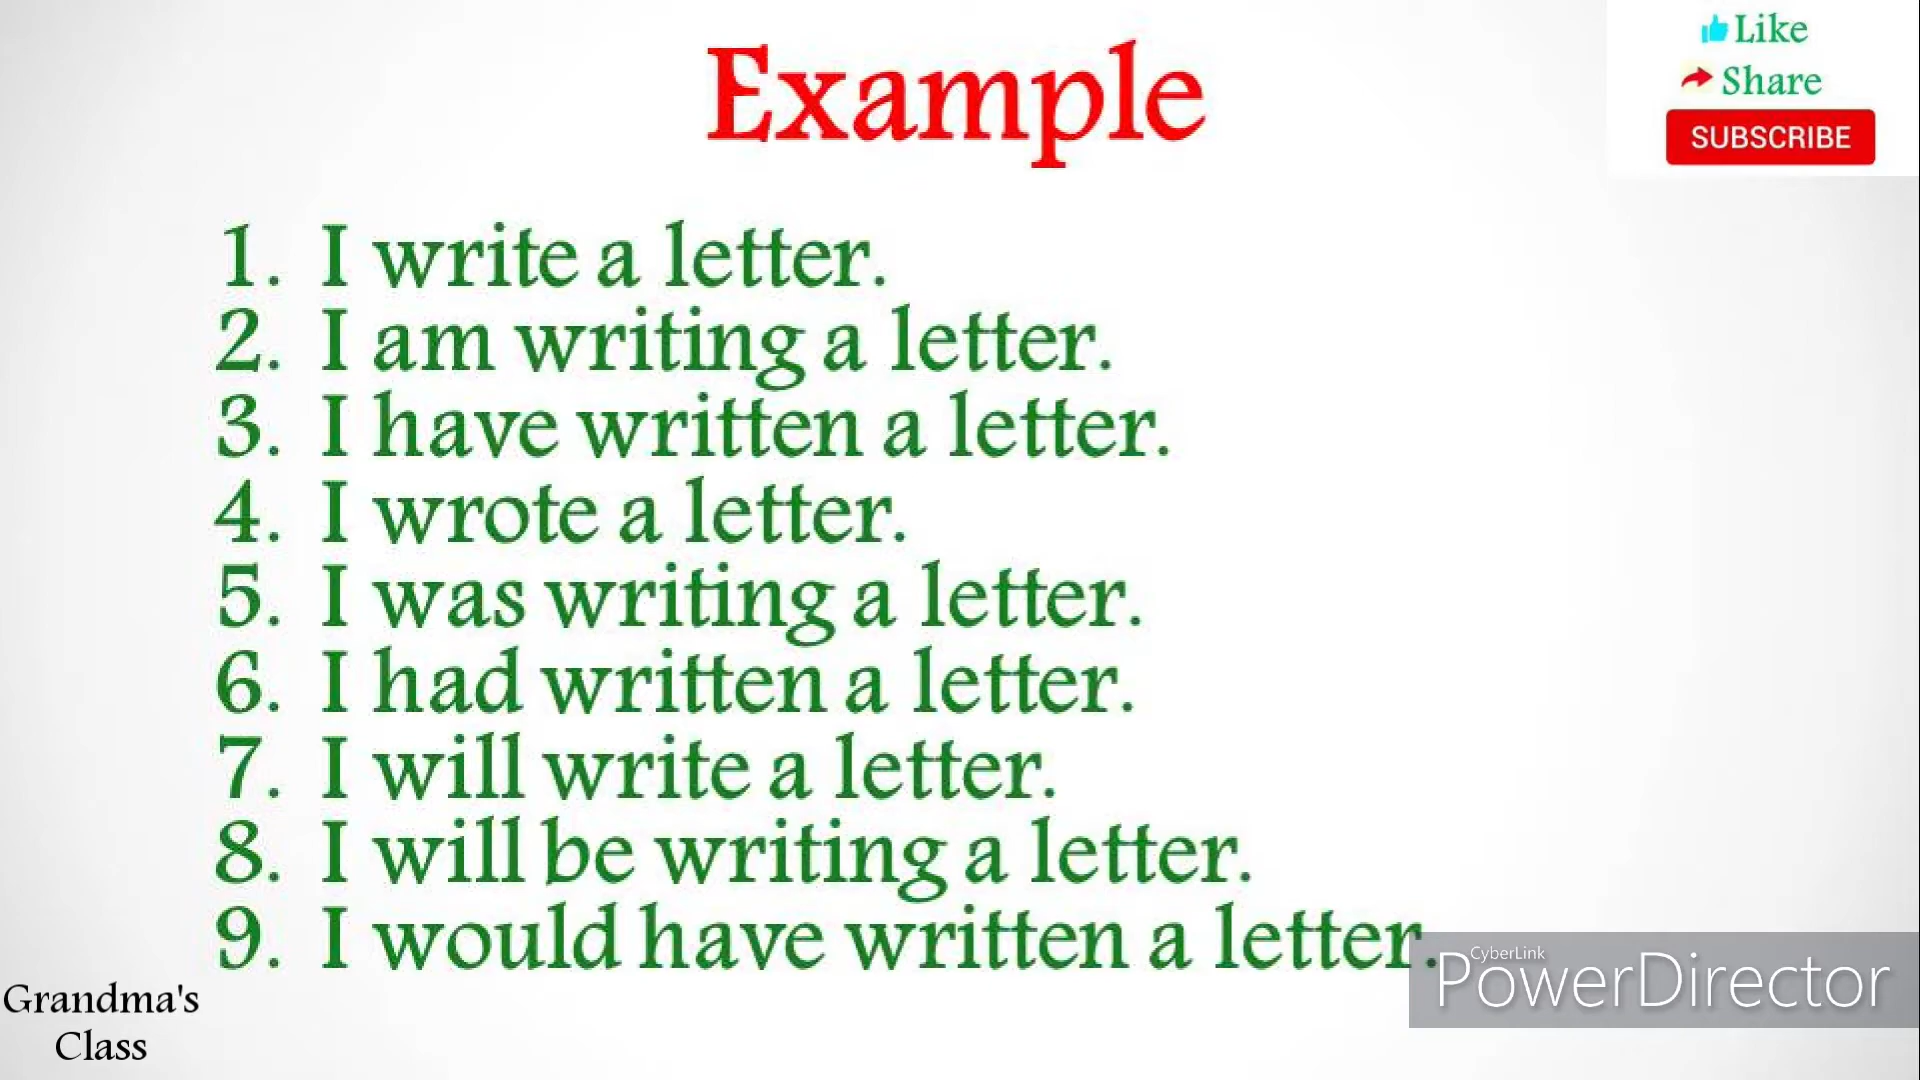 Example
Like
Share
SUBSCRIBE
1. I write a letter.
2. I am writing a letter.
3. I have written a letter.
4. I wrote a letter.
5. I was writing a letter.
6. I had written a letter.
7. I will write a letter.
8. I will be writing a letter.
9. I would have written a letter.
CyberLink
PowerDirector
Grandma's
Class